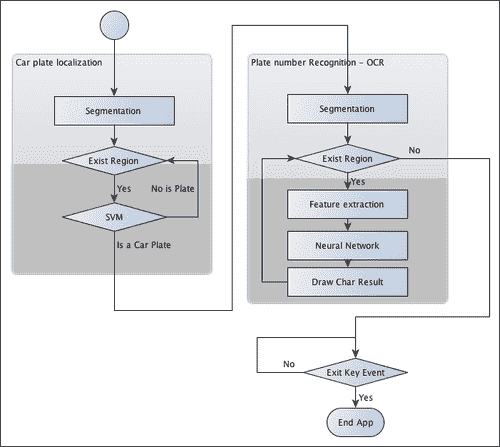 Car plate localization
Segmentation
Exist Region
Yes
No is Plate
SVM
Is a Car Plate
Plate number Recognition - OCR
Segmentation
Exist Region
No
Yes
Feature extraction
Neural Network
Draw Char Result
No
Exit Key Event
Yes
End App